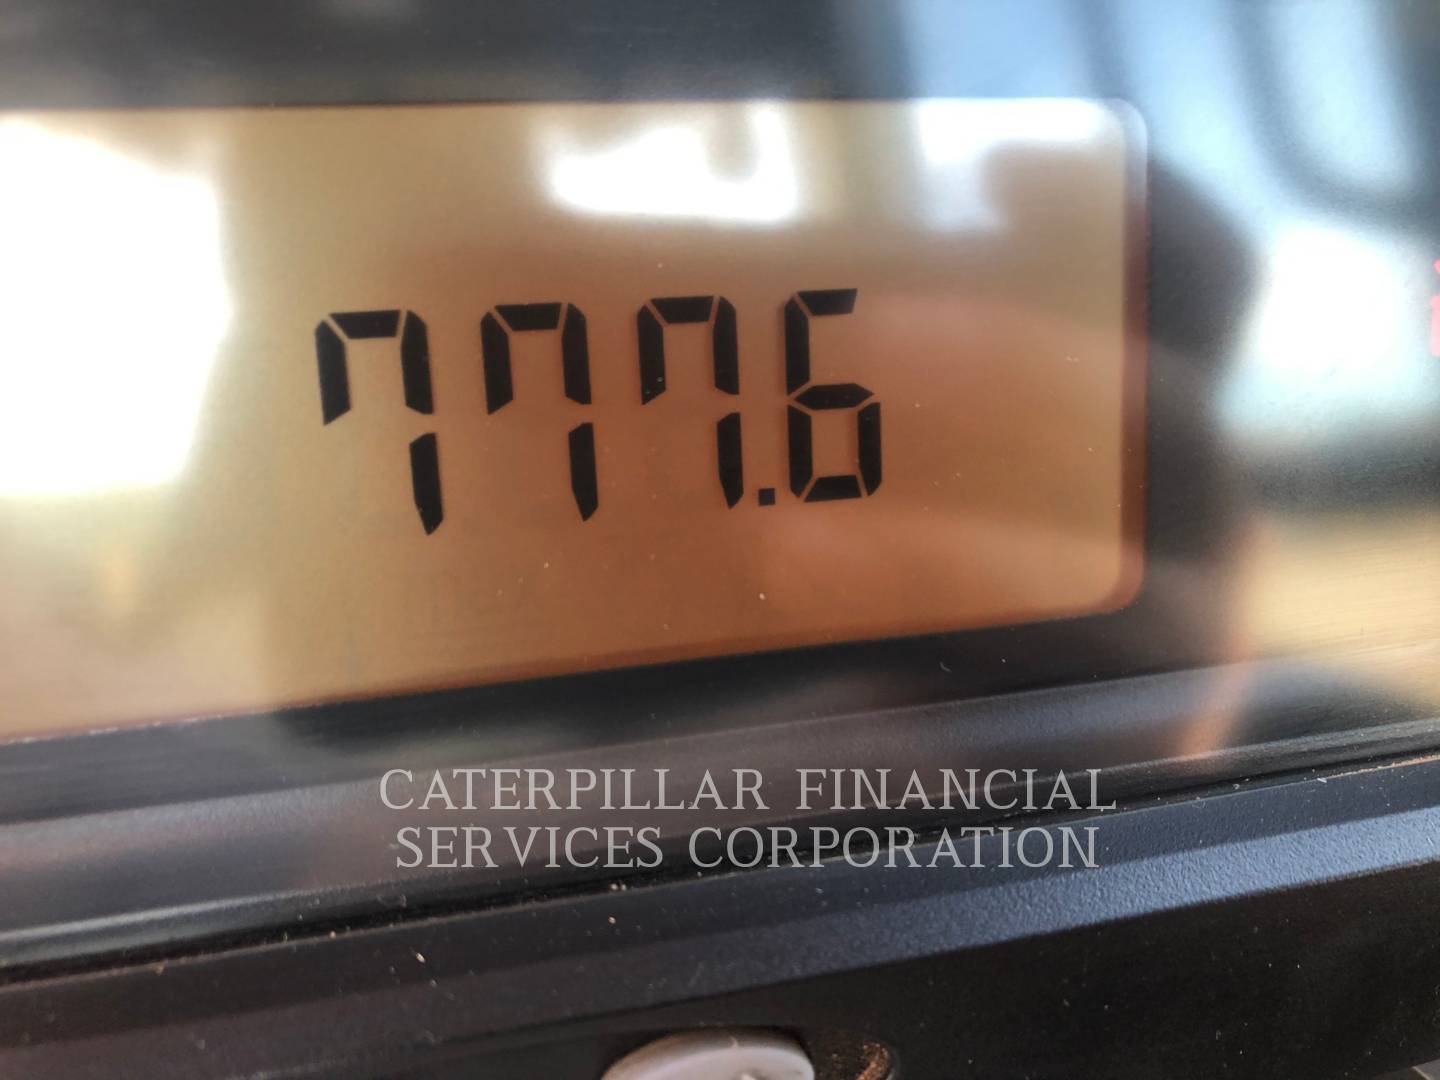 777.6
CATERPILLAR FINANCIAL
SERVICES CORPORATION